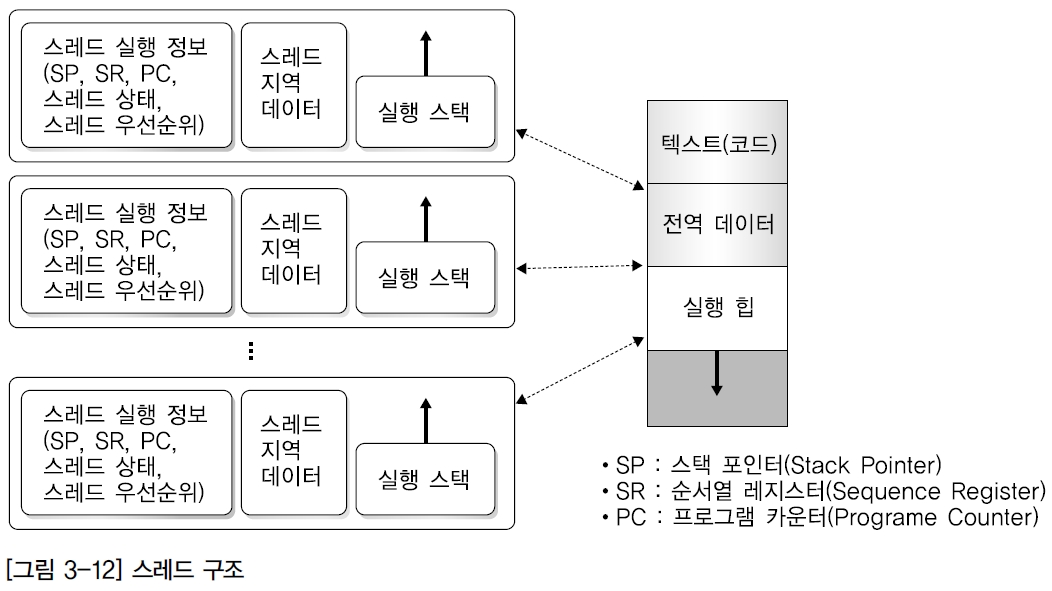 스레드 실행 정보
(SP, SR, PC,
스레드 상태,
스레드 우선순위)
스레드
지역
데이터
실행 스택
스레드 실행 정보
(SP, SR, PC,
스레드 상태,
스레드 우선순위)
스레드
지역
데이터
실행 스택
스레드 실행 정보
(SP, SR, PC,
스레드 상태,
스레드 우선순위)
스레드
지역
데이터
실행 스택
텍스트(코드)
전역 데이터
실행 힙
• SP : 스택 포인터(Stack Pointer)
• SR : 순서열 레지스터(Sequence Register)
• PC : 프로그램 카운터(Programe Counter)
[그림 3-12] 스레드 구조